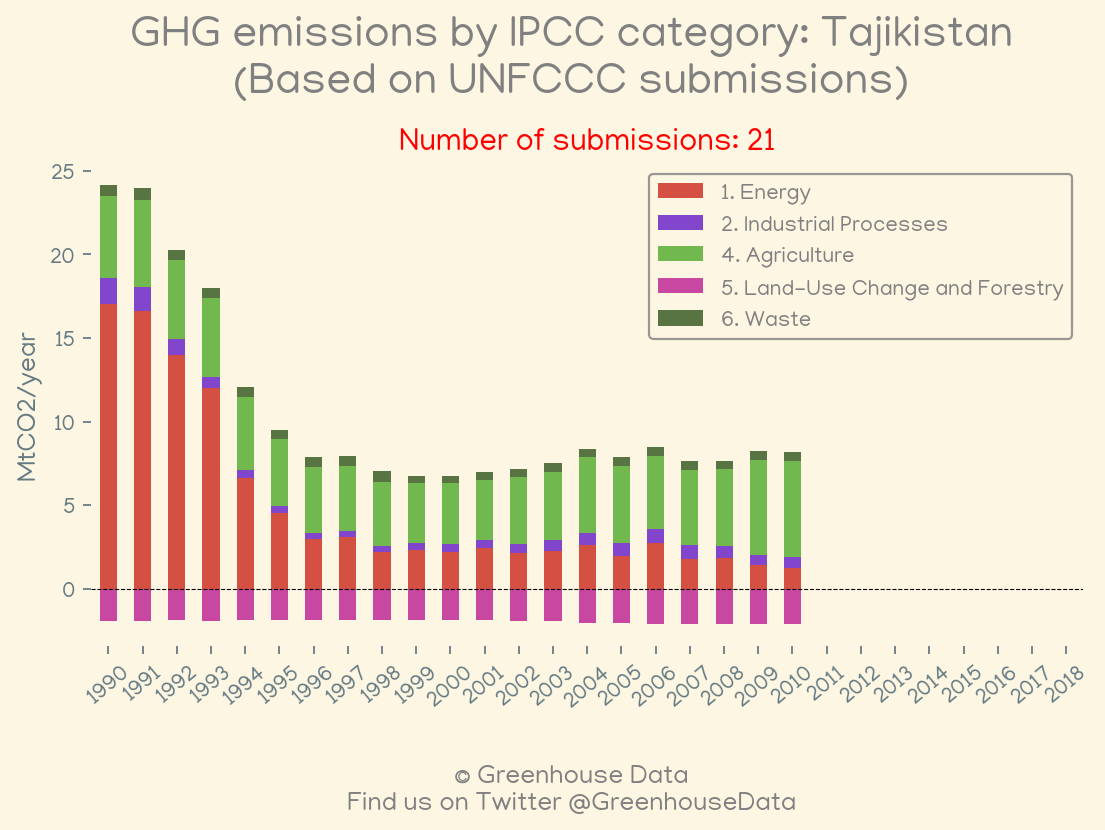 GHG emissions by IPCC category: Tajikistan
(Based on UNFCCC submissions)
Number of submissions: 21
25
20
15
10
5
0
MtCO2/year
1. Energy
2. Industrial Processes
4. Agriculture
5. Land-Use Change and Forestry
6. Waste
1990 1991 1992 1993 1994 1995 1996 1997 1998 1999 2000 2001 2002 2003 2004 2005 2006 2007 2008 2009 2010 2011 2012 2013 2014 2015 2016 2017 2018
© Greenhouse Data
Find us on Twitter @GreenhouseData